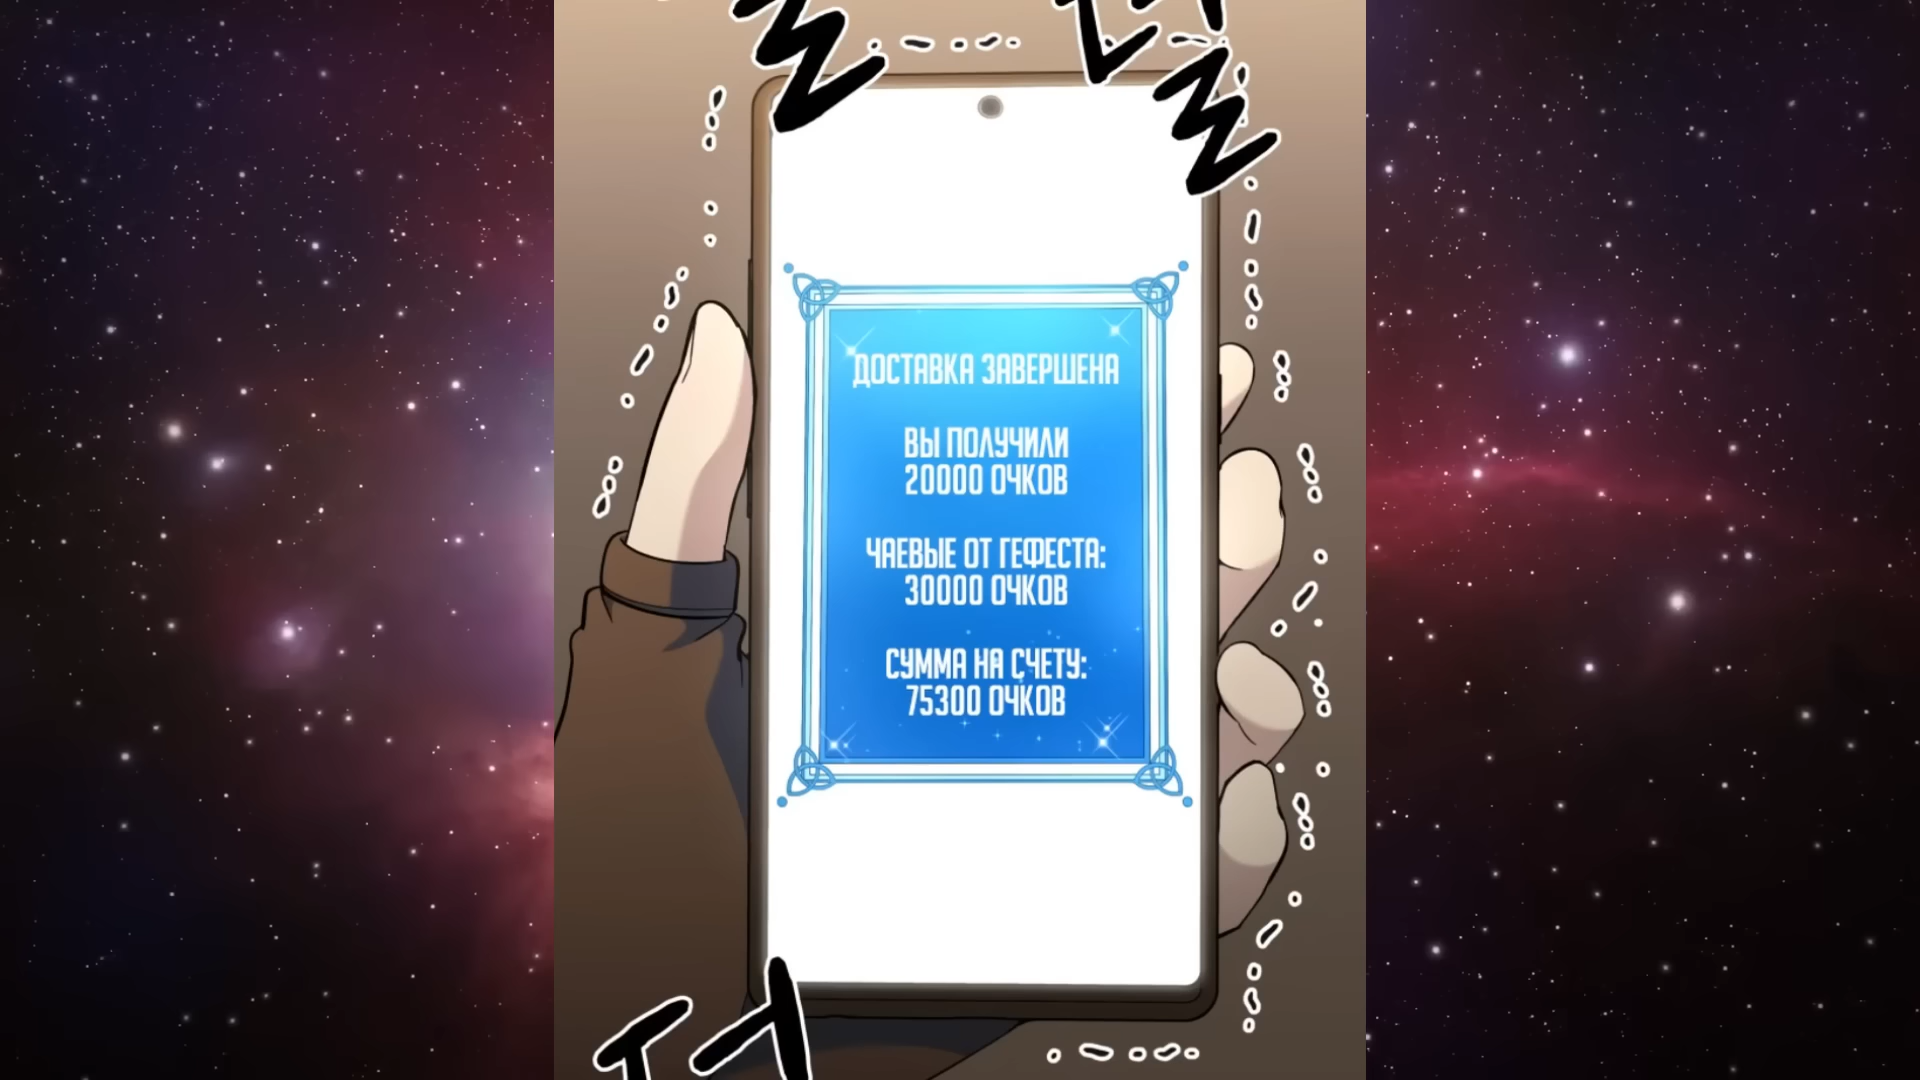 ДОСТАВКА ЗАВЕРШЕНА
ВЫ ПОЛУЧИЛИ
20000 ОЧКОВ
ЧАЕВЫЕ ОТ ГЕФЕСТА:
30000 ОЧКОВ
СУММА НА СЧЕТУ:
75300 ОЧКОВ